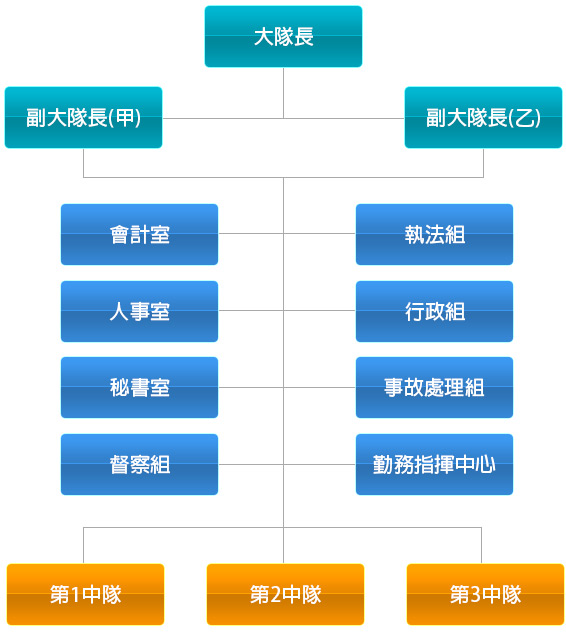 大隊長
副大隊長(甲)
副大隊長(乙)
會計室
執法組
人事室
行政組
秘書室
事故處理組
督察組
勤務指揮中心
第1中隊
第2中隊
第3中隊